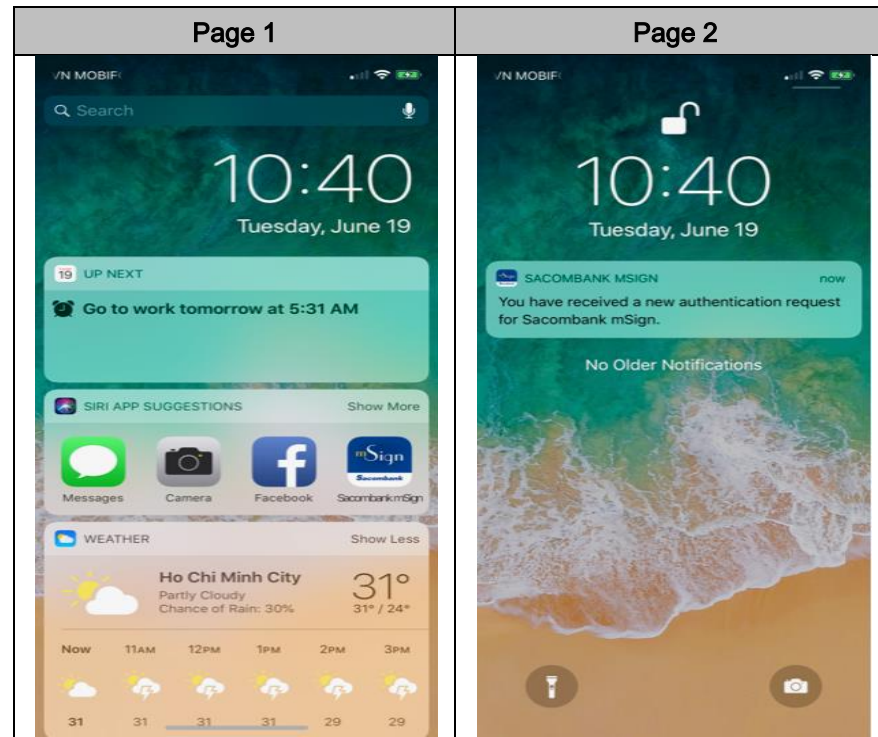 Page 1
VN MOBIF
Search
10:40
Tuesday, June 19
19 UP NEXT
Go to work tomorrow at 5:31 AM
SIRI APP SUGGESTIONS Show More
mSign
Sacombank
Messages Camera Facebook SacombankmSign
WEATHER Show Less
Ho Chi Minh City 31°
Partly Cloudy
Chance of Rain: 30% 31° / 24°
Now 11AM 12PM 1PM 2PM 3PM
31 31 31 31 29 29
Page 2
VN MOBIF
10:40
Tuesday, June 19
SACOMBANK MSIGN now
You have received a new authentication request
for Sacombank mSign.
No Older Notifications